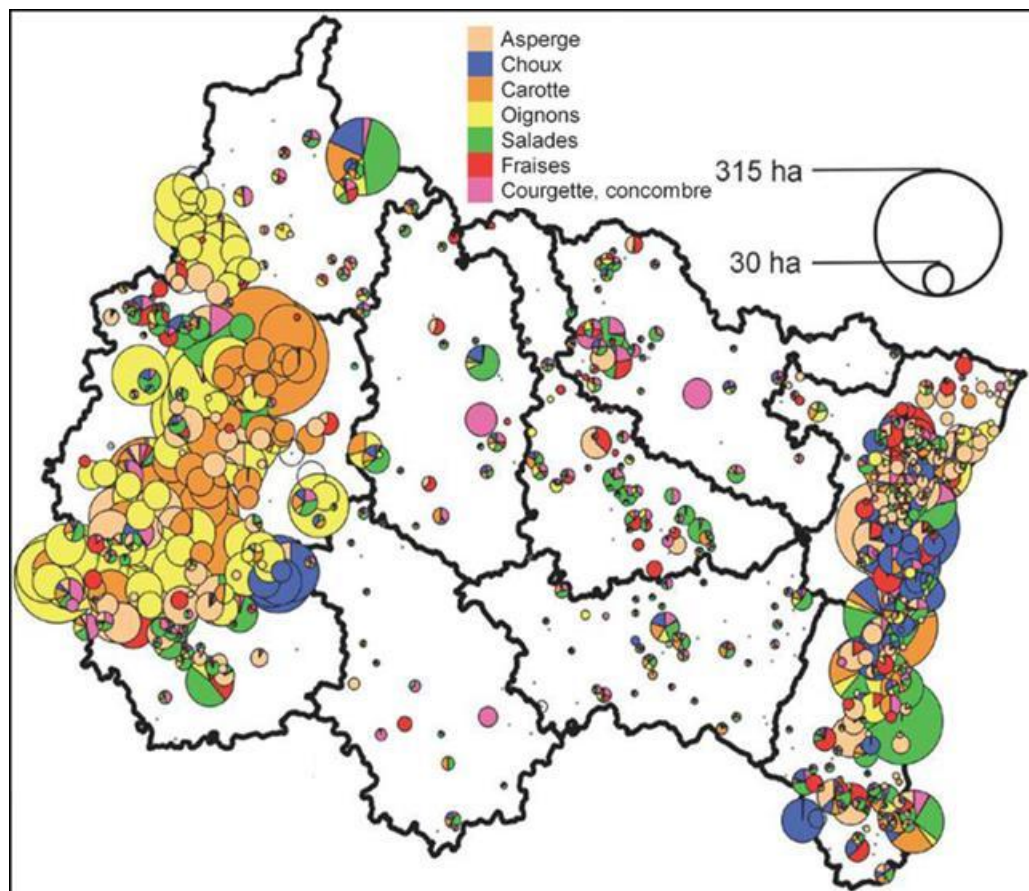 Asperge
Choux
Carotte
Oignons
Salades
Fraises
Courgette, concombre
315 ha
30 ha